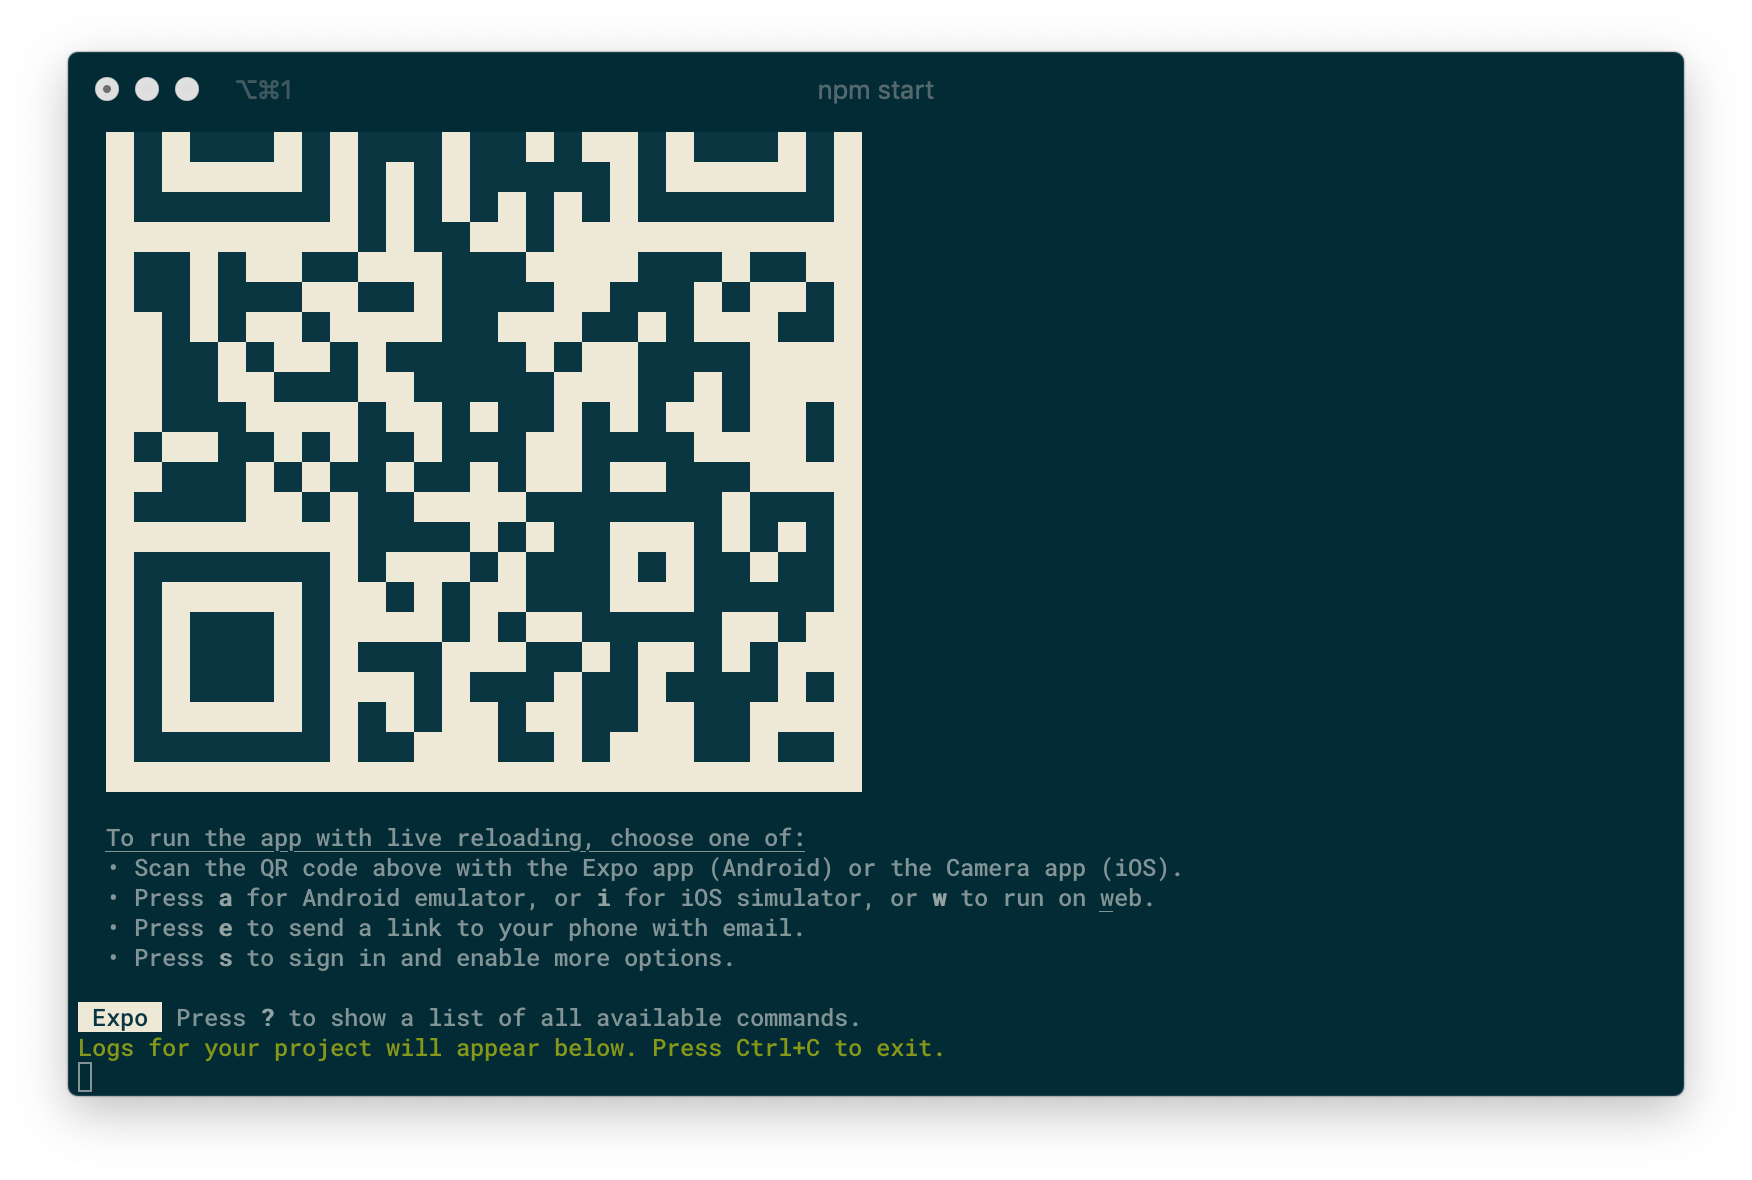 ⌥⌘1
npm start
To run the app with live reloading, choose one of:
• Scan the QR code above with the Expo app (Android) or the Camera app (iOS).
• Press a for Android emulator, or i for iOS simulator, or w to run on web.
• Press e to send a link to your phone with email.
• Press s to sign in and enable more options.
Expo Press ? to show a list of all available commands.
Logs for your project will appear below. Press Ctrl+C to exit.